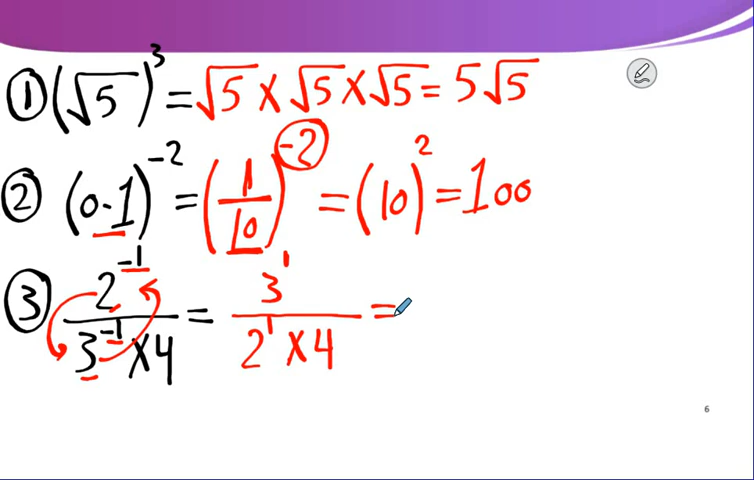 ① (√5)³ = √5 × √5 × √5 = 5√5
② (0.1)⁻² = (1/10)⁻² = (10)² = 100
③ 2⁻¹/(3⁻¹ × 4) = 3¹/(2¹ × 4) =
6